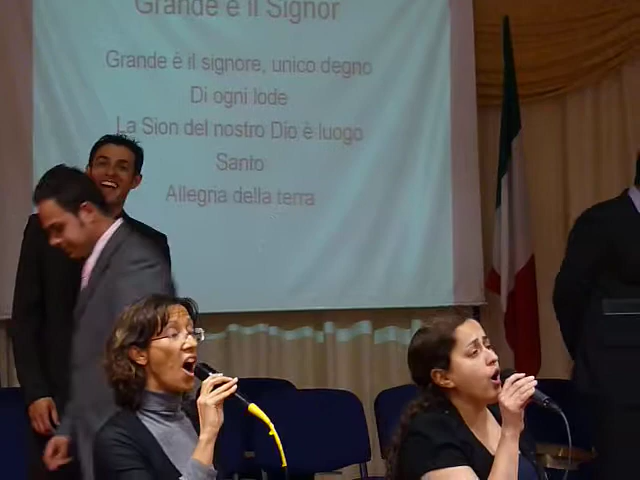 Grande è il Signor
Grande è il signore, unico degno
Di ogni lode
La Sion del nostro Dio è luogo
Santo
Allegria della terra